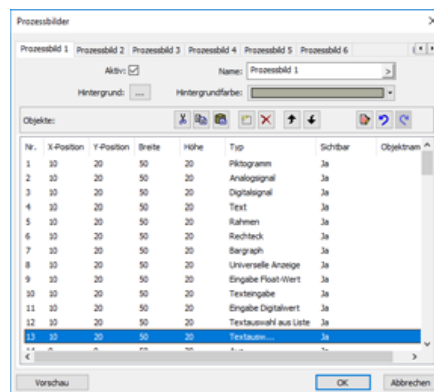 Prozessbilder
Prozessbild 1 Prozessbild 2 Prozessbild 3 Prozessbild 4 Prozessbild 5 Prozessbild 6
Aktiv: Name: Prozessbild 1 >
Hintergrund: ... Hintergrundfarbe:
Objekte:
Nr. X-Position Y-Position Breite Höhe Typ Sichtbar Objektnam
1 10 20 50 20 Piktogramm Ja
2 10 20 50 20 Analogsignal Ja
3 10 20 50 20 Digitalsignal Ja
4 10 20 50 20 Text Ja
5 10 20 50 20 Rahmen Ja
6 10 20 50 20 Rechteck Ja
7 10 20 50 20 Bargraph Ja
8 10 20 50 20 Universelle Anzeige Ja
9 10 20 50 20 Eingabe Float-Wert Ja
10 10 20 50 20 Texteingabe Ja
11 10 20 50 20 Eingabe Digitalwert Ja
12 10 20 50 20 Textauswahl aus Liste Ja
13 10 20 50 20 Textausw... Ja
Vorschau OK Abbrechen